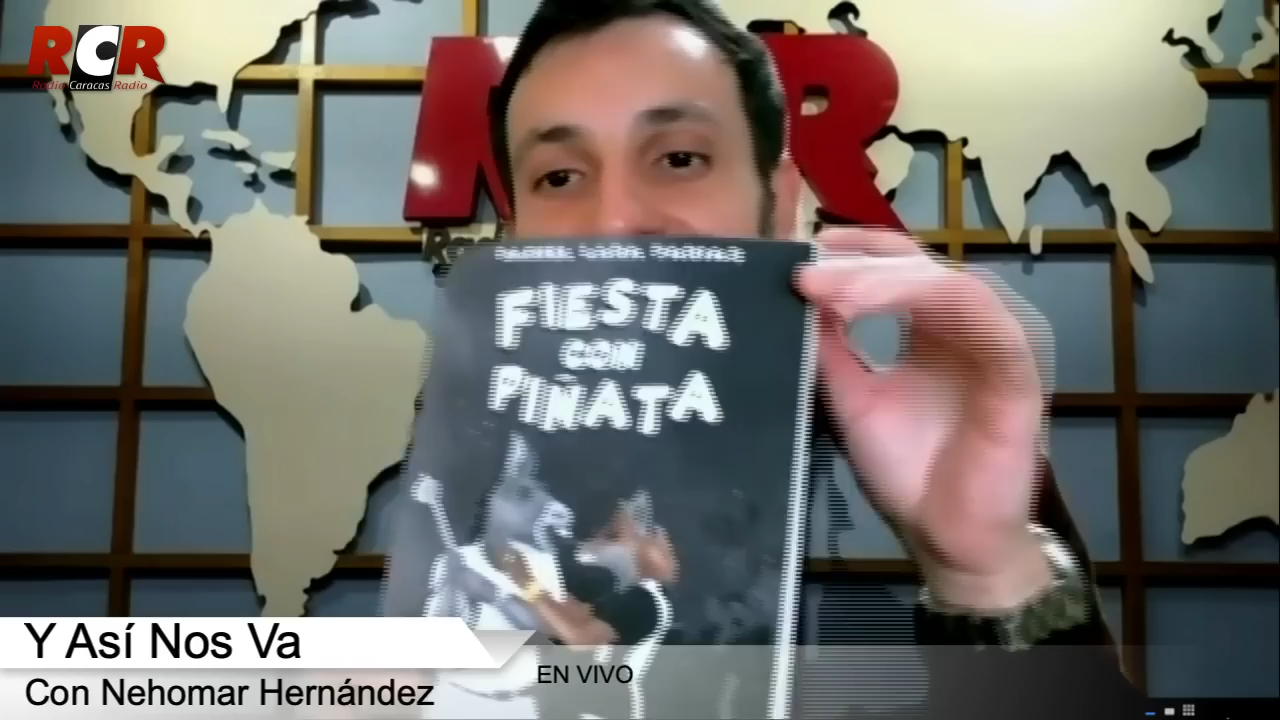 RCR
Radio Caracas Radio
FIESTA
CON
PIÑATA
Y Así Nos Va
EN VIVO
Con Nehomar Hernández